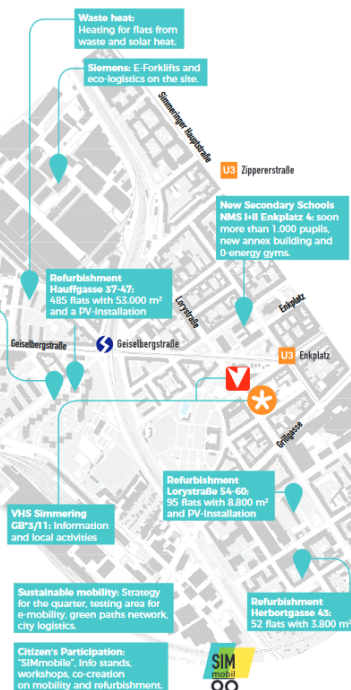 Waste heat:
Heating for flats from
waste and solar heat.
Siemens: E-Forklifts and
eco-logistics on the site.
Simmeringer Hauptstraße
U3 Zippererstraße
New Secondary Schools
NMS I+II Enkplatz 4: soon
more than 1.000 pupils,
new annex building and
0-energy gyms.
Refurbishment
Hauffgasse 37-47:
485 flats with 53.000 m²
and a PV-installation
Lorystraße
Enkplatz
Geiselbergstraße
Geiselbergstraße
U3 Enkplatz
Grillgasse
Refurbishment
Lorystraße 54-60:
95 flats with 8.800 m²
and PV-Installation
VHS Simmering
GB*3/11: Information
and local activities
Sustainable mobility: Strategy
for the quarter, testing area for
e-mobility, green paths network,
city logistics.
Refurbishment
Herbortgasse 43:
52 flats with 3.800 m²
Citizen's Participation:
"SIMmobile", Info stands,
workshops, co-creation
on mobility and refurbishment.
SIM
mobil